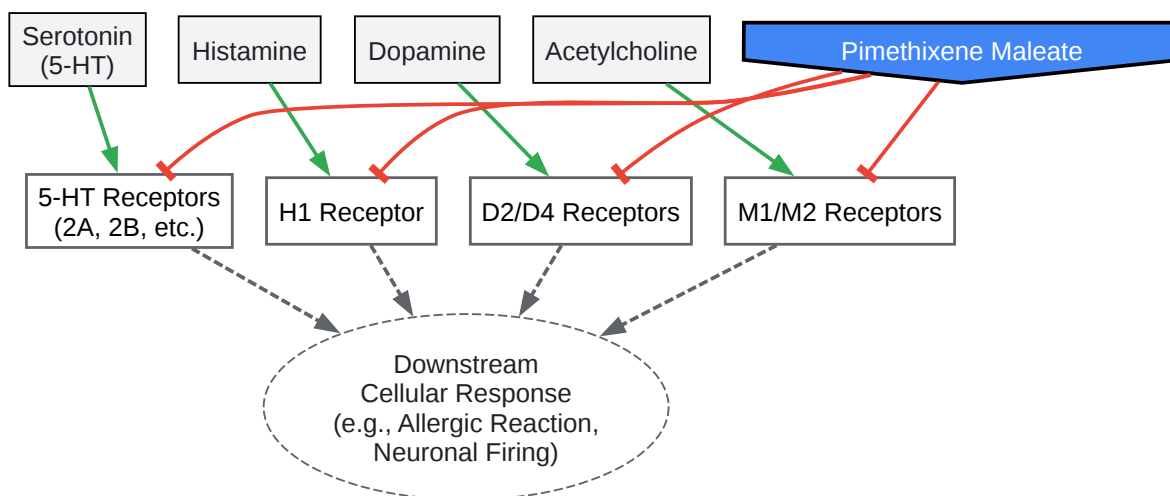 Serotonin
(5-HT)
Histamine
Dopamine
Acetylcholine
Pimethixene Maleate
5-HT Receptors
(2A, 2B, etc.)
H1 Receptor
D2/D4 Receptors
M1/M2 Receptors
Downstream
Cellular Response
(e.g., Allergic Reaction,
Neuronal Firing)